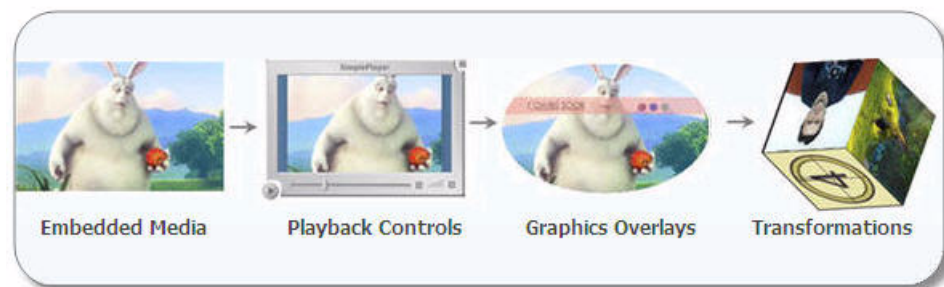 SimplePlayer
COMING SOON
4
Embedded Media
Playback Controls
Graphics Overlays
Transformations